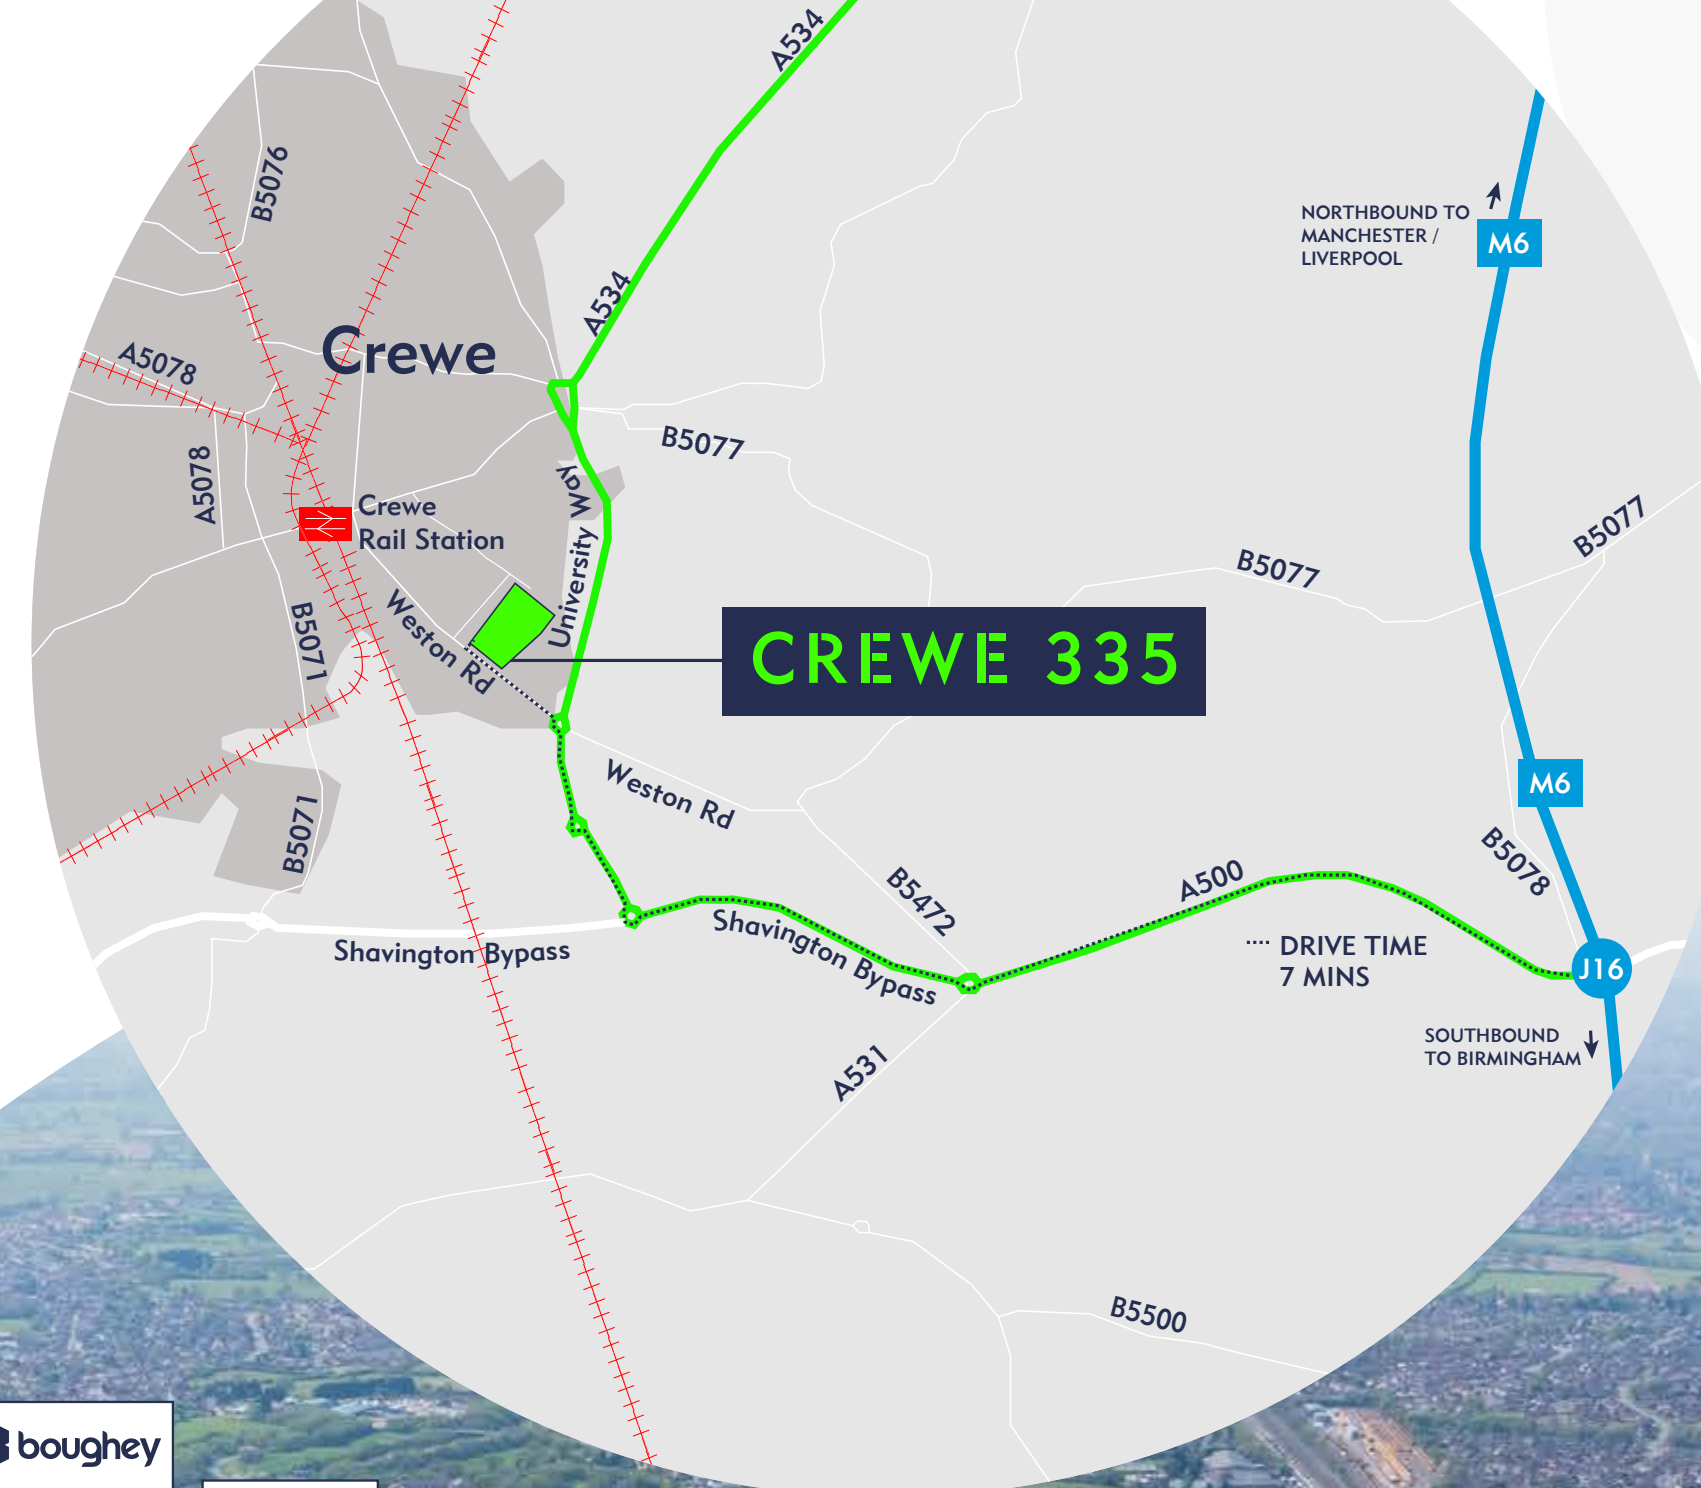 A534
B5076
NORTHBOUND TO
MANCHESTER /
LIVERPOOL
M6
A534
Crewe
A5078
B5077
A5078
Crewe
Rail Station
University Way
B5077
B5077
B5071
Weston Rd
CREWE 335
Weston Rd
M6
B5071
B5078
A500
B5472
Shavington Bypass
Shavington Bypass
DRIVE TIME
7 MINS
J16
SOUTHBOUND
TO BIRMINGHAM
A531
B5500
boughey